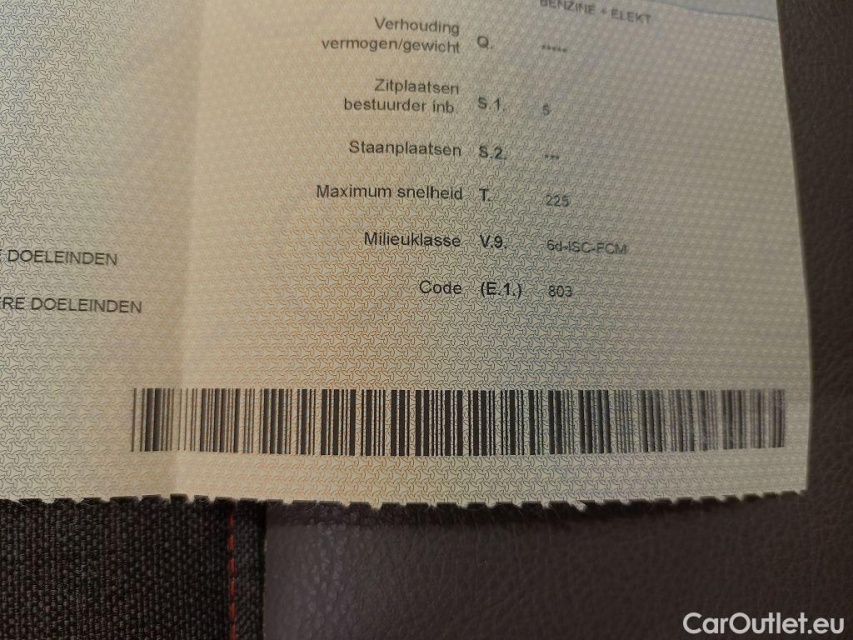 BENZINE + ELEKT
Verhouding
vermogen/gewicht Q. *****
Zitplaatsen
bestuurder inb. S.1. 5
Staanplaatsen S.2. ***
Maximum snelheid T. 225
Milieuklasse V.9. 6d-ISC-FCM
E DOELEINDEN
Code (E.1.) 803
ERE DOELEINDEN
CarOutlet.eu